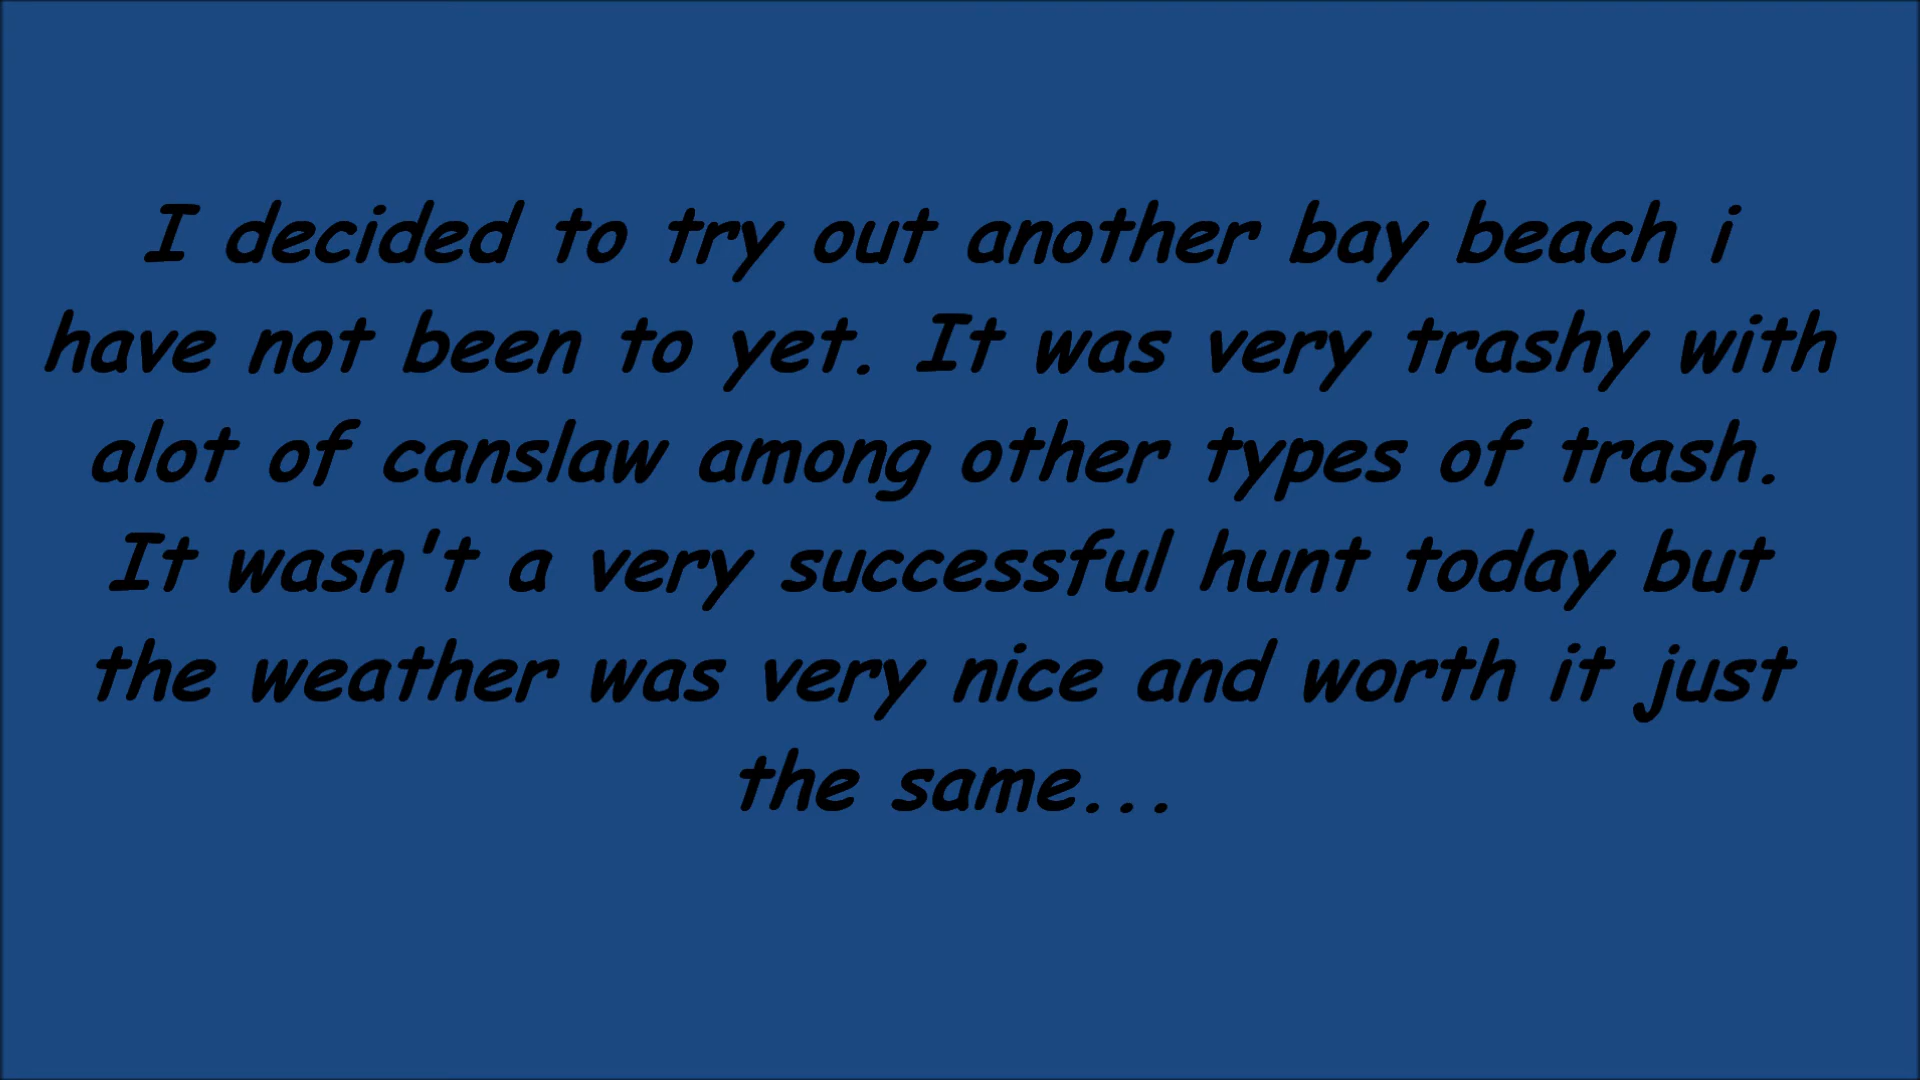 I decided to try out another bay beach i
have not been to yet. It was very trashy with
alot of canslaw among other types of trash.
It wasn't a very successful hunt today but
the weather was very nice and worth it just
the same...